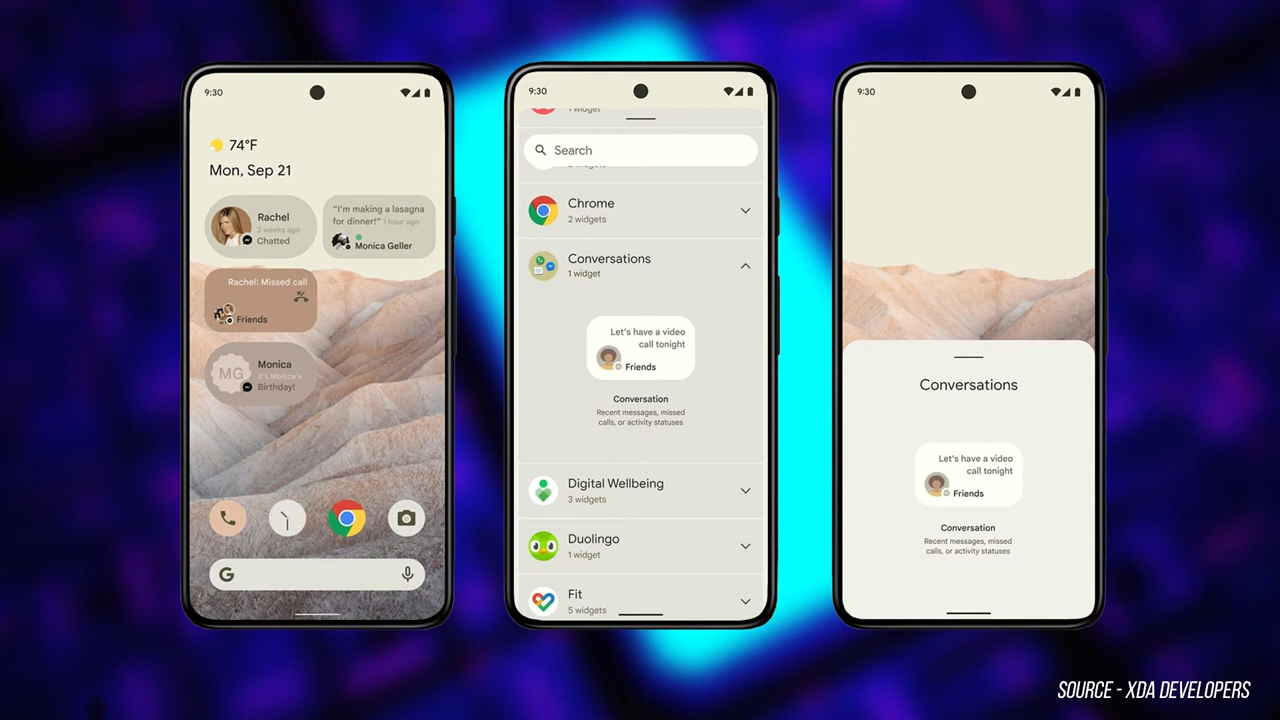 9:30
74°F
Mon, Sep 21
Rachel
2 weeks ago
Chatted
“I’m making a lasagna
for dinner!” 1 hour ago
Monica Geller
Rachel: Missed call
Friends
MG
Monica
It's Monica's
Birthday!
G
9:30
1 widget
Search
2 widgets
Chrome
2 widgets
Conversations
1 widget
Let's have a video
call tonight
Friends
Conversation
Recent messages, missed
calls, or activity statuses
Digital Wellbeing
3 widgets
Duolingo
1 widget
Fit
5 widgets
9:30
Conversations
Let's have a video
call tonight
Friends
Conversation
Recent messages, missed
calls, or activity statuses
SOURCE - XDA DEVELOPERS